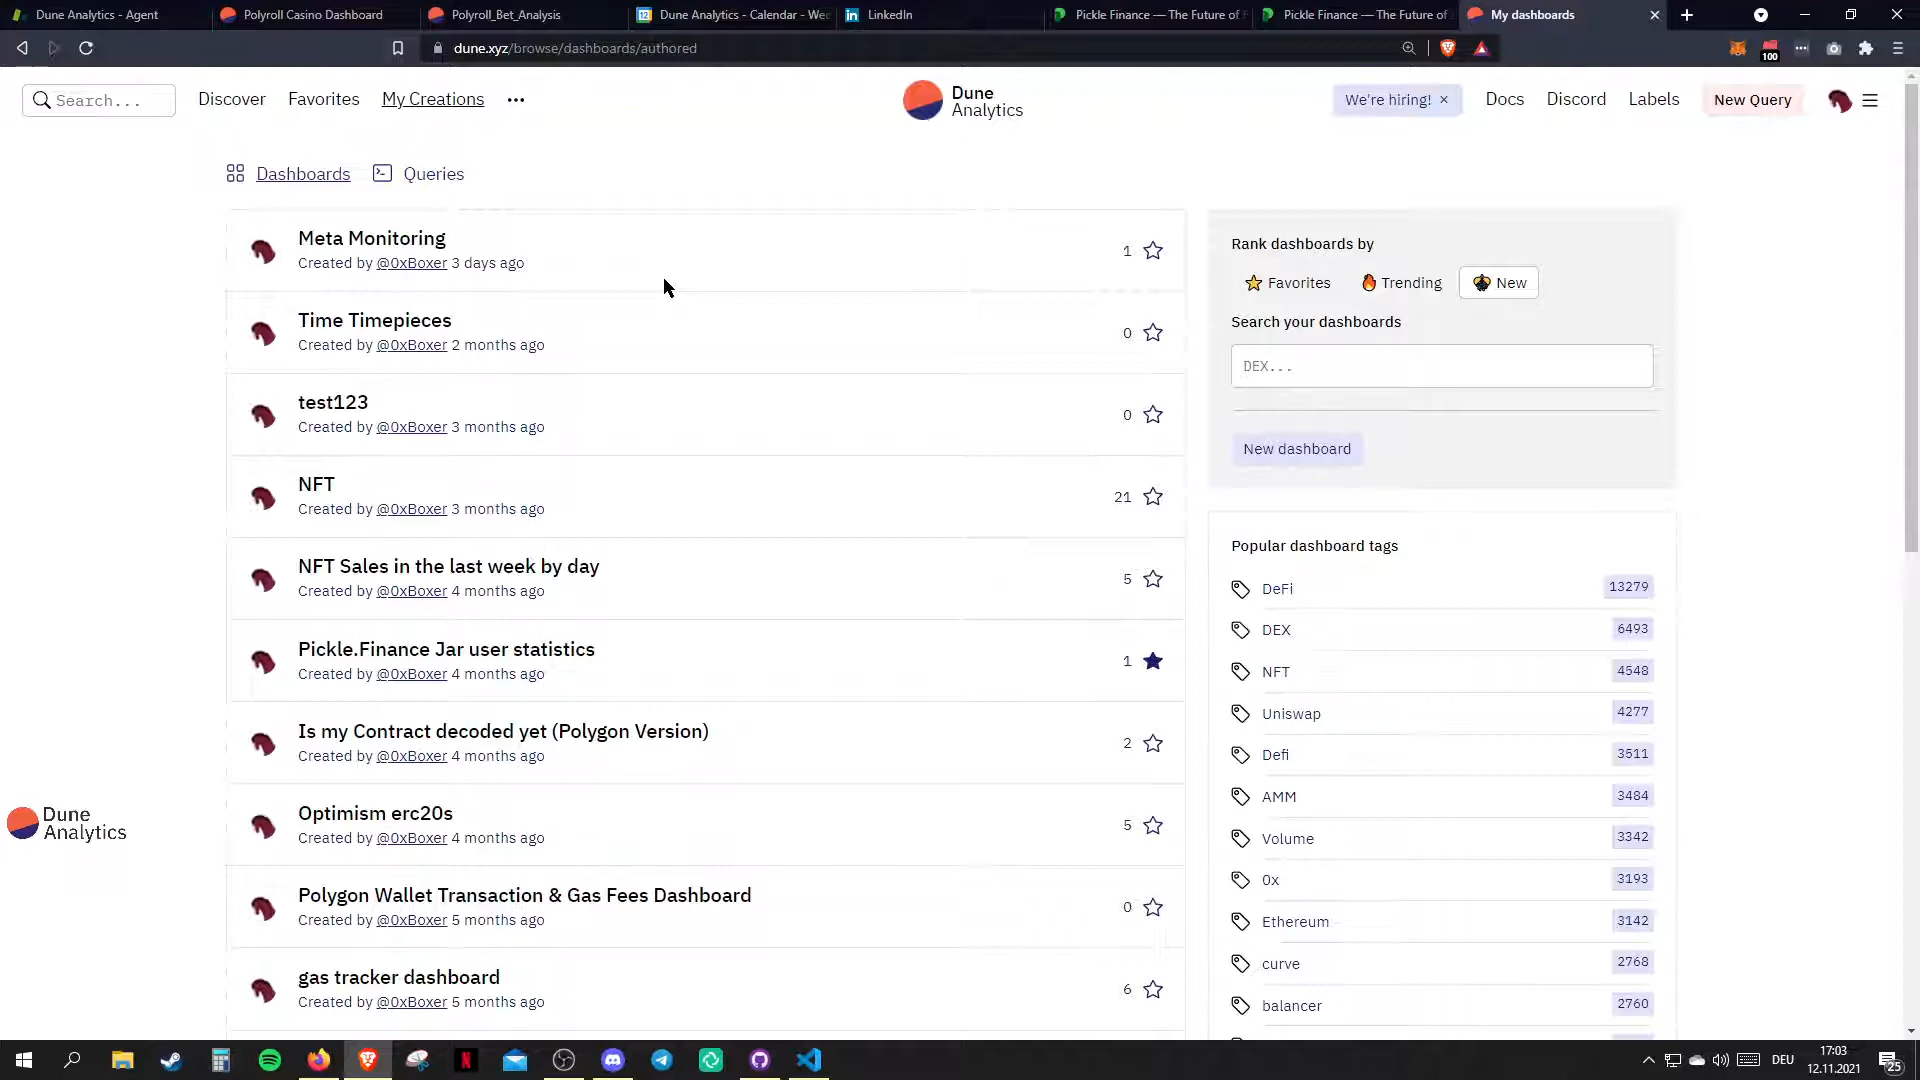 Dune Analytics - Agent
Polyroll Casino Dashboard
Polyroll_Bet_Analysis
Dune Analytics - Calendar - Wee
LinkedIn
Pickle Finance — The Future of F
Pickle Finance — The Future of
My dashboards
dune.xyz/browse/dashboards/authored
100
Search...
Discover
Favorites
My Creations
Dune
Analytics
We're hiring! ×
Docs
Discord
Labels
New Query
Dashboards
Queries
Meta Monitoring
Created by @0xBoxer 3 days ago
1
Time Timepieces
Created by @0xBoxer 2 months ago
0
test123
Created by @0xBoxer 3 months ago
0
NFT
Created by @0xBoxer 3 months ago
21
NFT Sales in the last week by day
Created by @0xBoxer 4 months ago
5
Pickle.Finance Jar user statistics
Created by @0xBoxer 4 months ago
1
Is my Contract decoded yet (Polygon Version)
Created by @0xBoxer 4 months ago
2
Optimism erc20s
Created by @0xBoxer 4 months ago
5
Polygon Wallet Transaction & Gas Fees Dashboard
Created by @0xBoxer 5 months ago
0
gas tracker dashboard
Created by @0xBoxer 5 months ago
6
Rank dashboards by
Favorites
Trending
New
Search your dashboards
DEX...
New dashboard
Popular dashboard tags
DeFi 13279
DEX 6493
NFT 4548
Uniswap 4277
Defi 3511
AMM 3484
Volume 3342
0x 3193
Ethereum 3142
curve 2768
balancer 2760
Dune
Analytics
DEU
17:03
12.11.2021
25